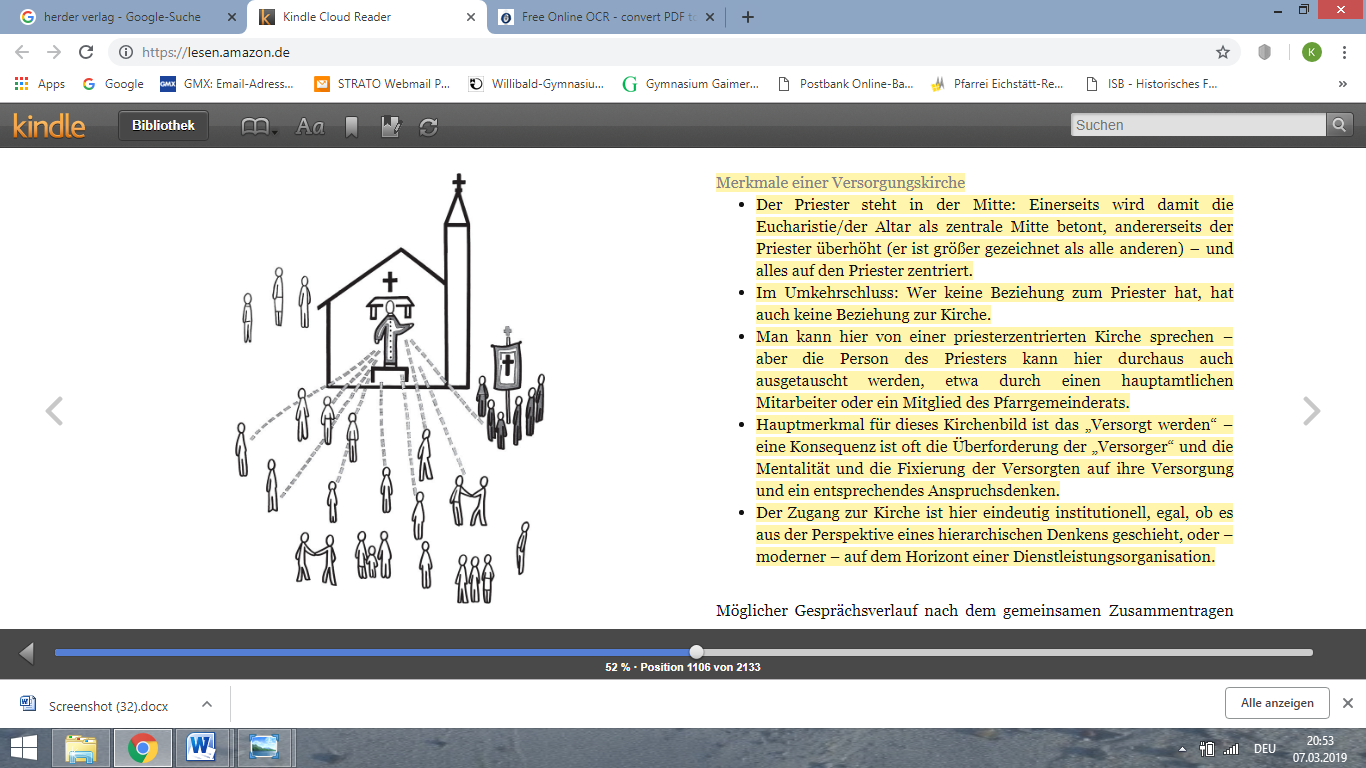 herder verlag - Google-Suche
Kindle Cloud Reader
Free Online OCR - convert PDF to
https://lesen.amazon.de
K
Apps
Google
GMX: Email-Adress...
STRATO Webmail P...
Willibald-Gymnasiu...
Gymnasium Gaimer...
Postbank Online-Ba...
Pfarrei Eichstätt-Re...
ISB - Historisches F...
kindle
Bibliothek
Aa
Suchen
Merkmale einer Versorgungskirche
• Der Priester steht in der Mitte: Einerseits wird damit die
Eucharistie/der Altar als zentrale Mitte betont, andererseits der
Priester überhöht (er ist größer gezeichnet als alle anderen) – und
alles auf den Priester zentriert.
• Im Umkehrschluss: Wer keine Beziehung zum Priester hat, hat
auch keine Beziehung zur Kirche.
• Man kann hier von einer priesterzentrierten Kirche sprechen –
aber die Person des Priesters kann hier durchaus auch
ausgetauscht werden, etwa durch einen hauptamtlichen
Mitarbeiter oder ein Mitglied des Pfarrgemeinderats.
• Hauptmerkmal für dieses Kirchenbild ist das „Versorgt werden“ –
eine Konsequenz ist oft die Überforderung der „Versorger“ und die
Mentalität und die Fixierung der Versorgten auf ihre Versorgung
und ein entsprechendes Anspruchsdenken.
• Der Zugang zur Kirche ist hier eindeutig institutionell, egal, ob es
aus der Perspektive eines hierarchischen Denkens geschieht, oder –
moderner – auf dem Horizont einer Dienstleistungsorganisation.
Möglicher Gesprächsverlauf nach dem gemeinsamen Zusammentragen
52 % · Position 1106 von 2133
Screenshot (32).docx
Alle anzeigen
DEU
20:53
07.03.2019